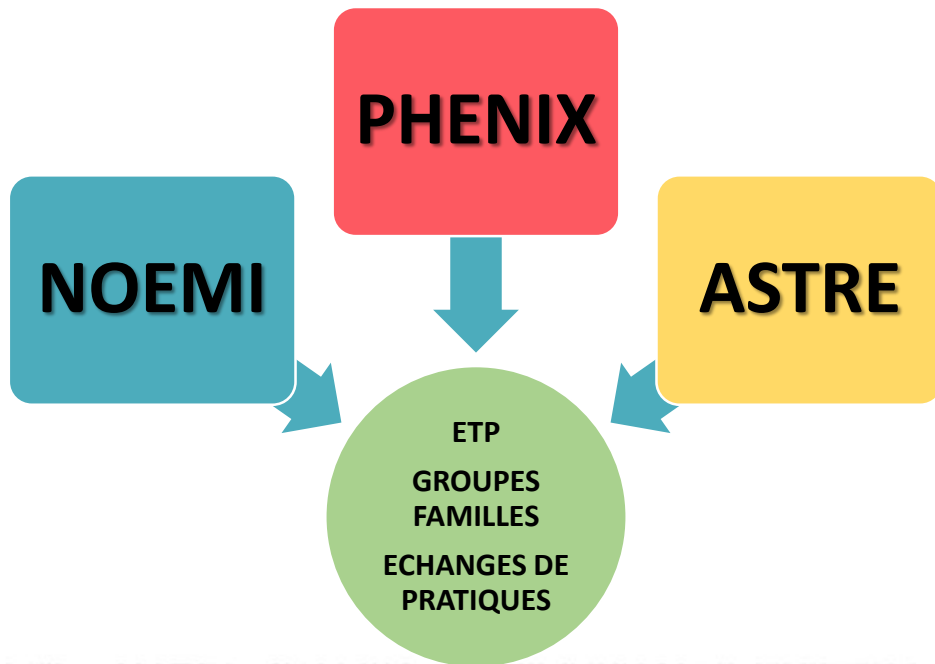 PHENIX
NOEMI
ASTRE
ETP
GROUPES
FAMILLES
ECHANGES DE
PRATIQUES